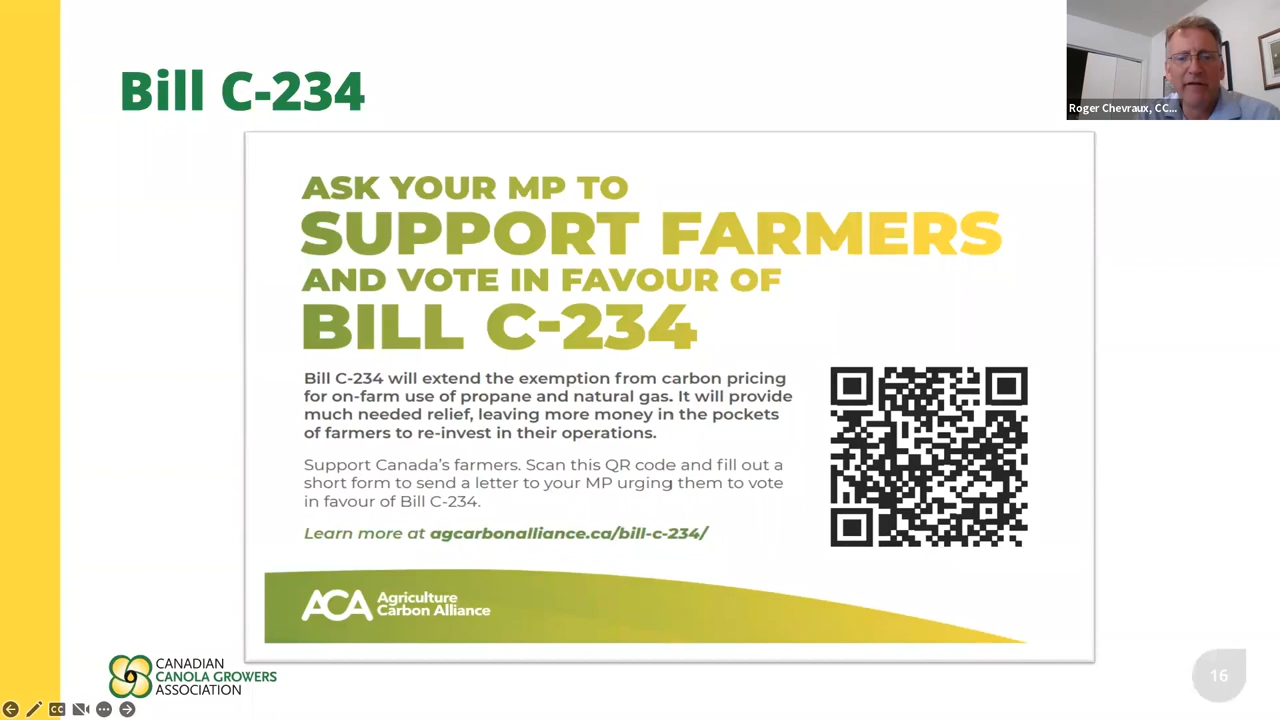 Bill C-234
Roger Chevraux, CC...
ASK YOUR MP TO
SUPPORT FARMERS
AND VOTE IN FAVOUR OF
BILL C-234
Bill C-234 will extend the exemption from carbon pricing
for on-farm use of propane and natural gas. It will provide
much needed relief, leaving more money in the pockets
of farmers to re-invest in their operations.
Support Canada's farmers. Scan this QR code and fill out a
short form to send a letter to your MP urging them to vote
in favour of Bill C-234.
Learn more at agcarbonalliance.ca/bill-c-234/
ACA Agriculture
Carbon Alliance
CANADIAN
CANOLA GROWERS
ASSOCIATION
16
CC